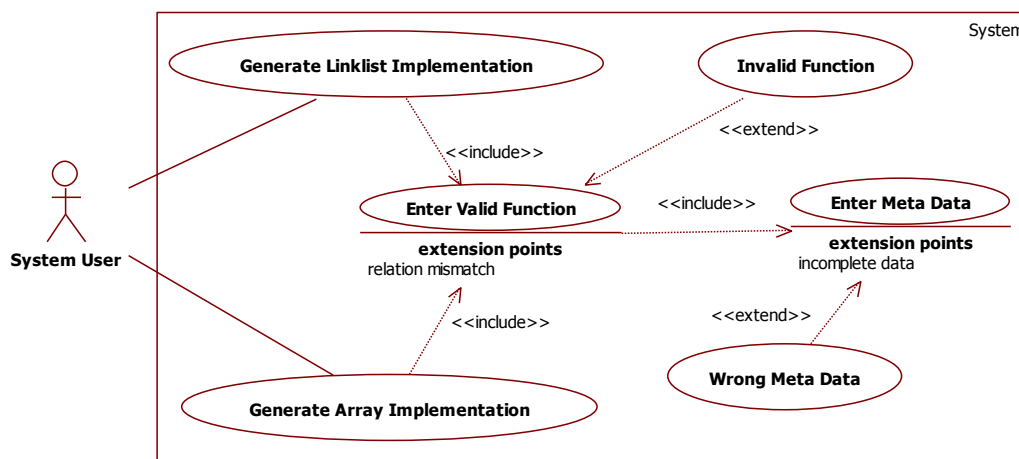 System
Generate Linklist Implementation
Invalid Function
<<extend>>
<<include>>
Enter Valid Function
<<include>>
Enter Meta Data
extension points
relation mismatch
extension points
incomplete data
System User
<<include>>
<<extend>>
Wrong Meta Data
Generate Array Implementation